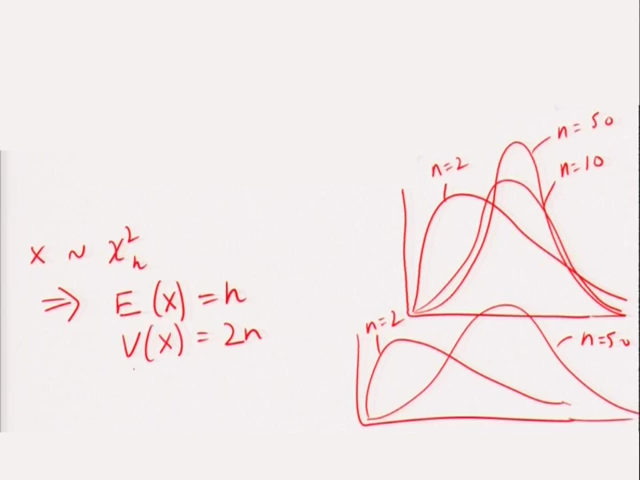 x ~ χ²ₙ
⇒ E(x) = n
V(x) = 2n
n=50
n=2
n=10
n=2
n=50